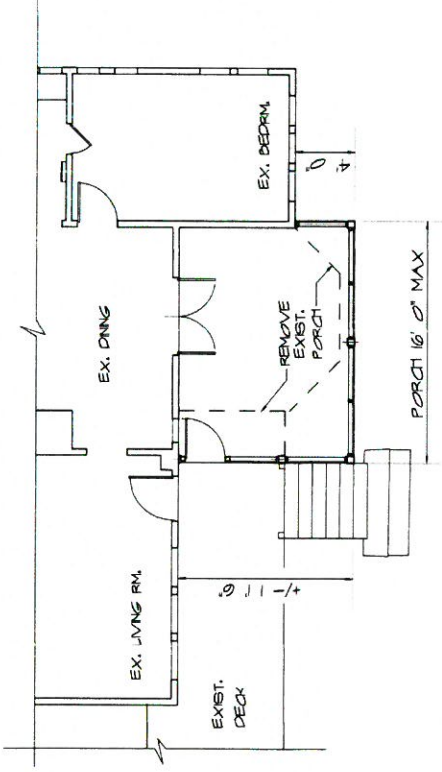 EX. BEDRM.
4'
0"
EX. DINING
REMOVE
EXIST.
PORCH
PORCH 16' 0" MAX
EX. LIVING RM.
+/- 11' 6"
EXIST.
DECK